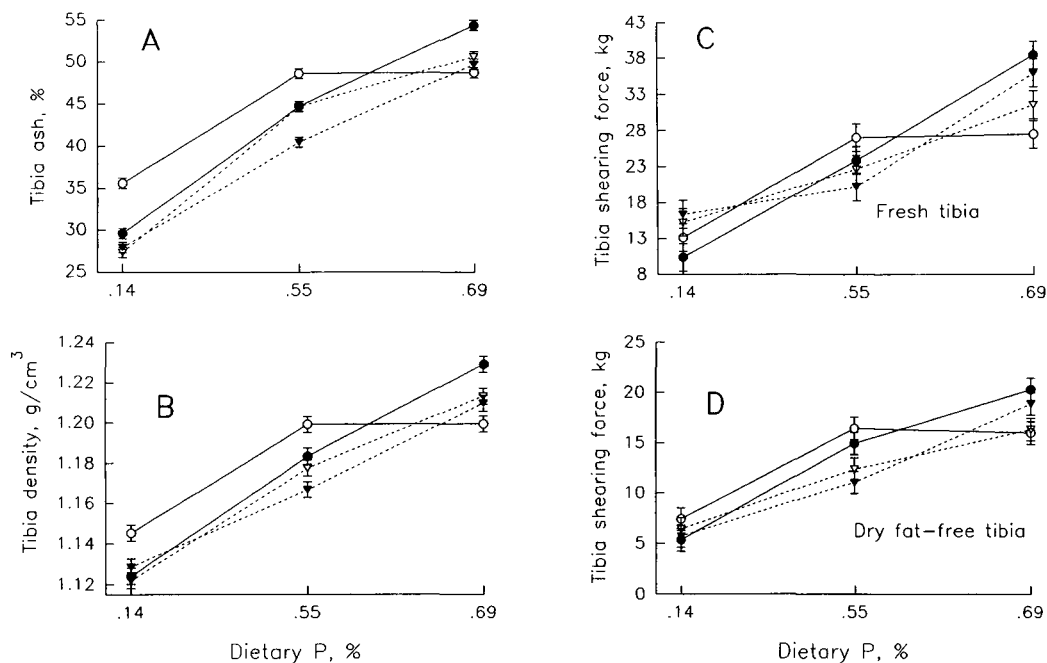 A
Tibia ash, %
55
50
45
40
35
30
25
.14 .55 .69
B
Tibia density, g/cm³
1.24
1.22
1.20
1.18
1.16
1.14
1.12
.14 .55 .69
Dietary P, %
C
Tibia shearing force, kg
43
38
33
28
23
18
13
8
Fresh tibia
.14 .55 .69
D
Tibia shearing force, kg
25
20
15
10
5
0
Dry fat-free tibia
.14 .55 .69
Dietary P, %